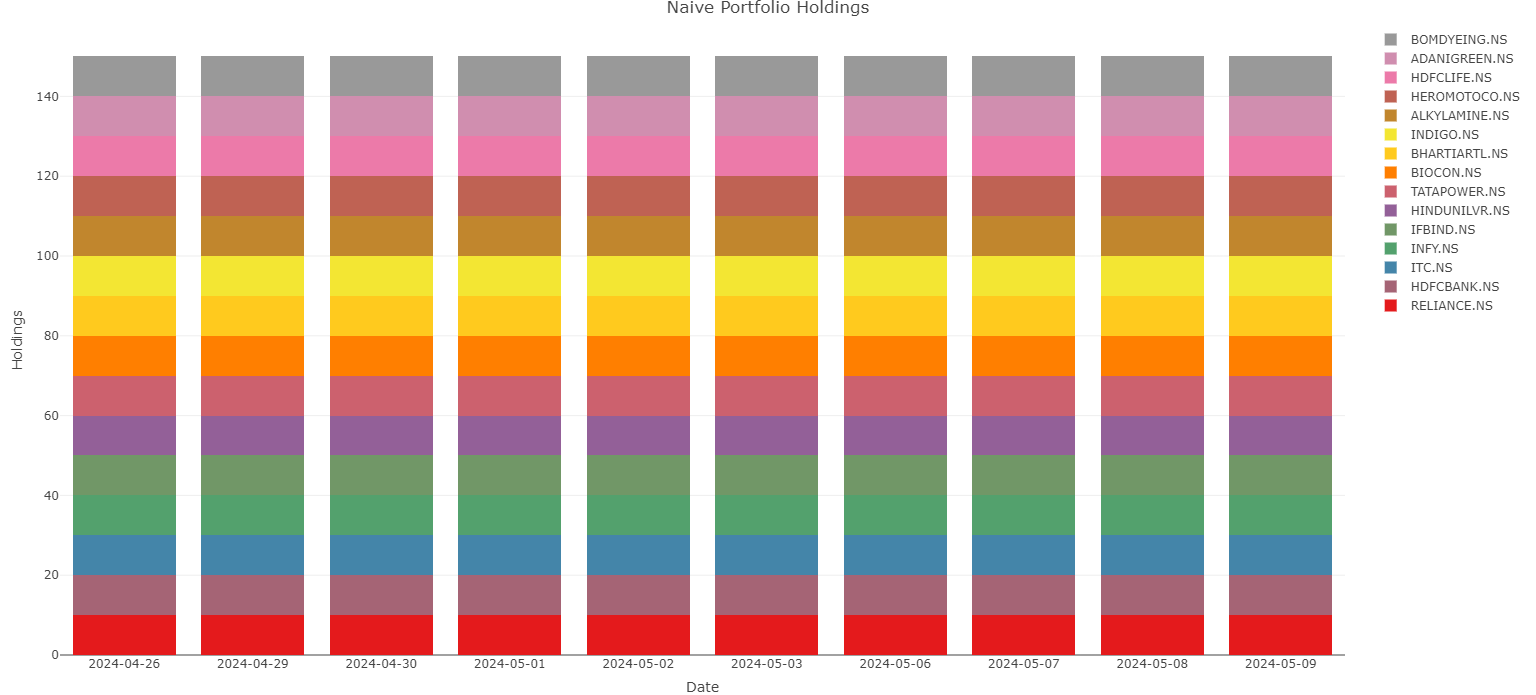 Naive Portfolio Holdings
BOMDYEING.NS
ADANIGREEN.NS
HDFCLIFE.NS
HEROMOTOCO.NS
ALKYLAMINE.NS
INDIGO.NS
BHARTIARTL.NS
BIOCON.NS
TATAPOWER.NS
HINDUNILVR.NS
IFBIND.NS
INFY.NS
ITC.NS
HDFCBANK.NS
RELIANCE.NS
Holdings
140
120
100
80
60
40
20
0
2024-04-26 2024-04-29 2024-04-30 2024-05-01 2024-05-02 2024-05-03 2024-05-06 2024-05-07 2024-05-08 2024-05-09
Date